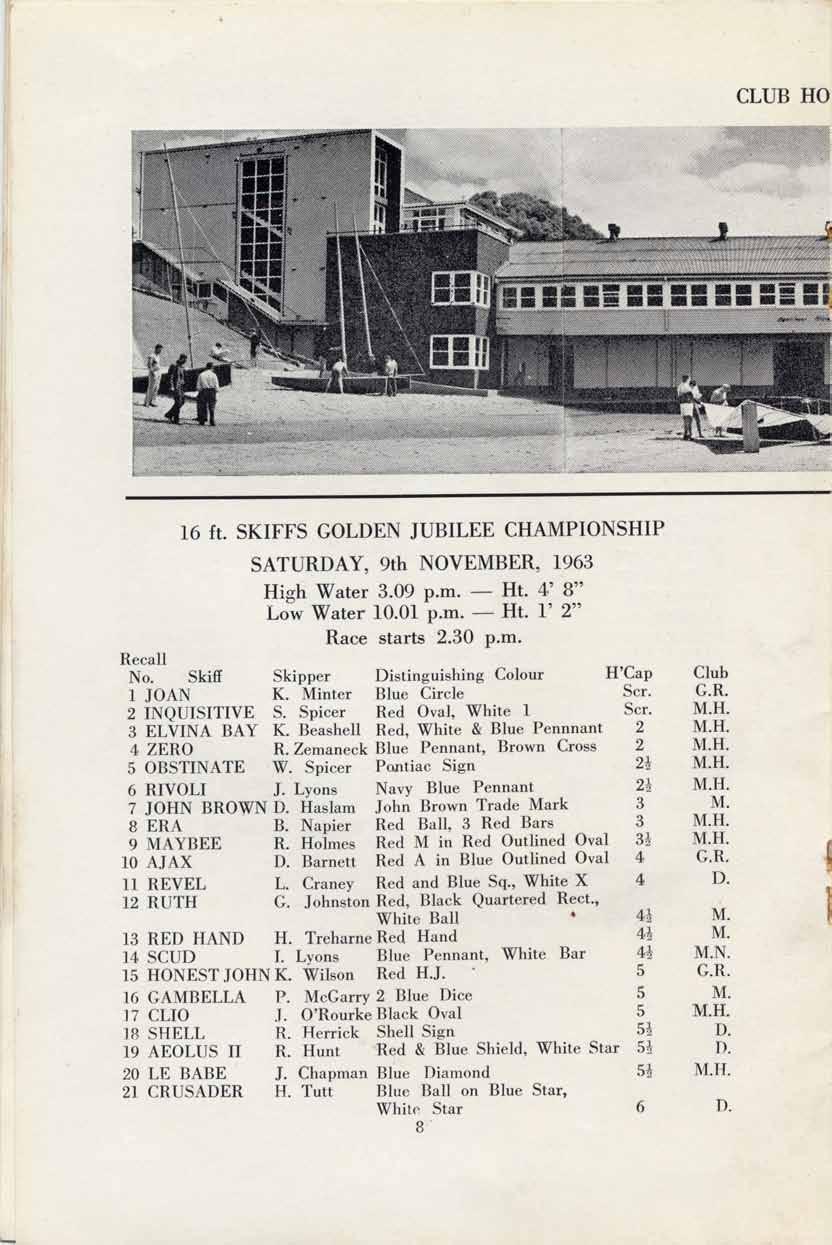 CLUB HO
16 ft. SKIFFS GOLDEN JUBILEE CHAMPIONSHIP
SATURDAY, 9th NOVEMBER, 1963
High Water 3.09 p.m. — Ht. 4' 8"
Low Water 10.01 p.m. — Ht. 1' 2"
Race starts 2.30 p.m.
Recall
No. Skiff Skipper Distinguishing Colour H'Cap Club
1 JOAN K. Minter Blue Circle Scr. G.R.
2 INQUISITIVE S. Spicer Red Oval, White 1 Scr. M.H.
3 ELVINA BAY K. Beashell Red, White & Blue Pennnant 2 M.H.
4 ZERO R. Zemaneck Blue Pennant, Brown Cross 2 M.H.
5 OBSTINATE W. Spicer Pontiac Sign 2½ M.H.
6 RIVOLI J. Lyons Navy Blue Pennant 2½ M.H.
7 JOHN BROWN D. Haslam John Brown Trade Mark 3 M.
8 ERA B. Napier Red Ball, 3 Red Bars 3 M.H.
9 MAYBEE R. Holmes Red M in Red Outlined Oval 3½ M.H.
10 AJAX D. Barnett Red A in Blue Outlined Oval 4 G.R.
11 REVEL L. Craney Red and Blue Sq., White X 4 D.
12 RUTH G. Johnston Red, Black Quartered Rect.,
White Ball 4½ M.
13 RED HAND H. Treharne Red Hand 4½ M.
14 SCUD I. Lyons Blue Pennant, White Bar 4½ M.N.
15 HONEST JOHN K. Wilson Red H.J. 5 G.R.
16 GAMBELLA P. McGarry 2 Blue Dice 5 M.
17 CLIO J. O'Rourke Black Oval 5 M.H.
18 SHELL R. Herrick Shell Sign 5½ D.
19 AEOLUS II R. Hunt Red & Blue Shield, White Star 5½ D.
20 LE BABE J. Chapman Blue Diamond 5½ M.H.
21 CRUSADER H. Tutt Blue Ball on Blue Star,
White Star 6 D.
8